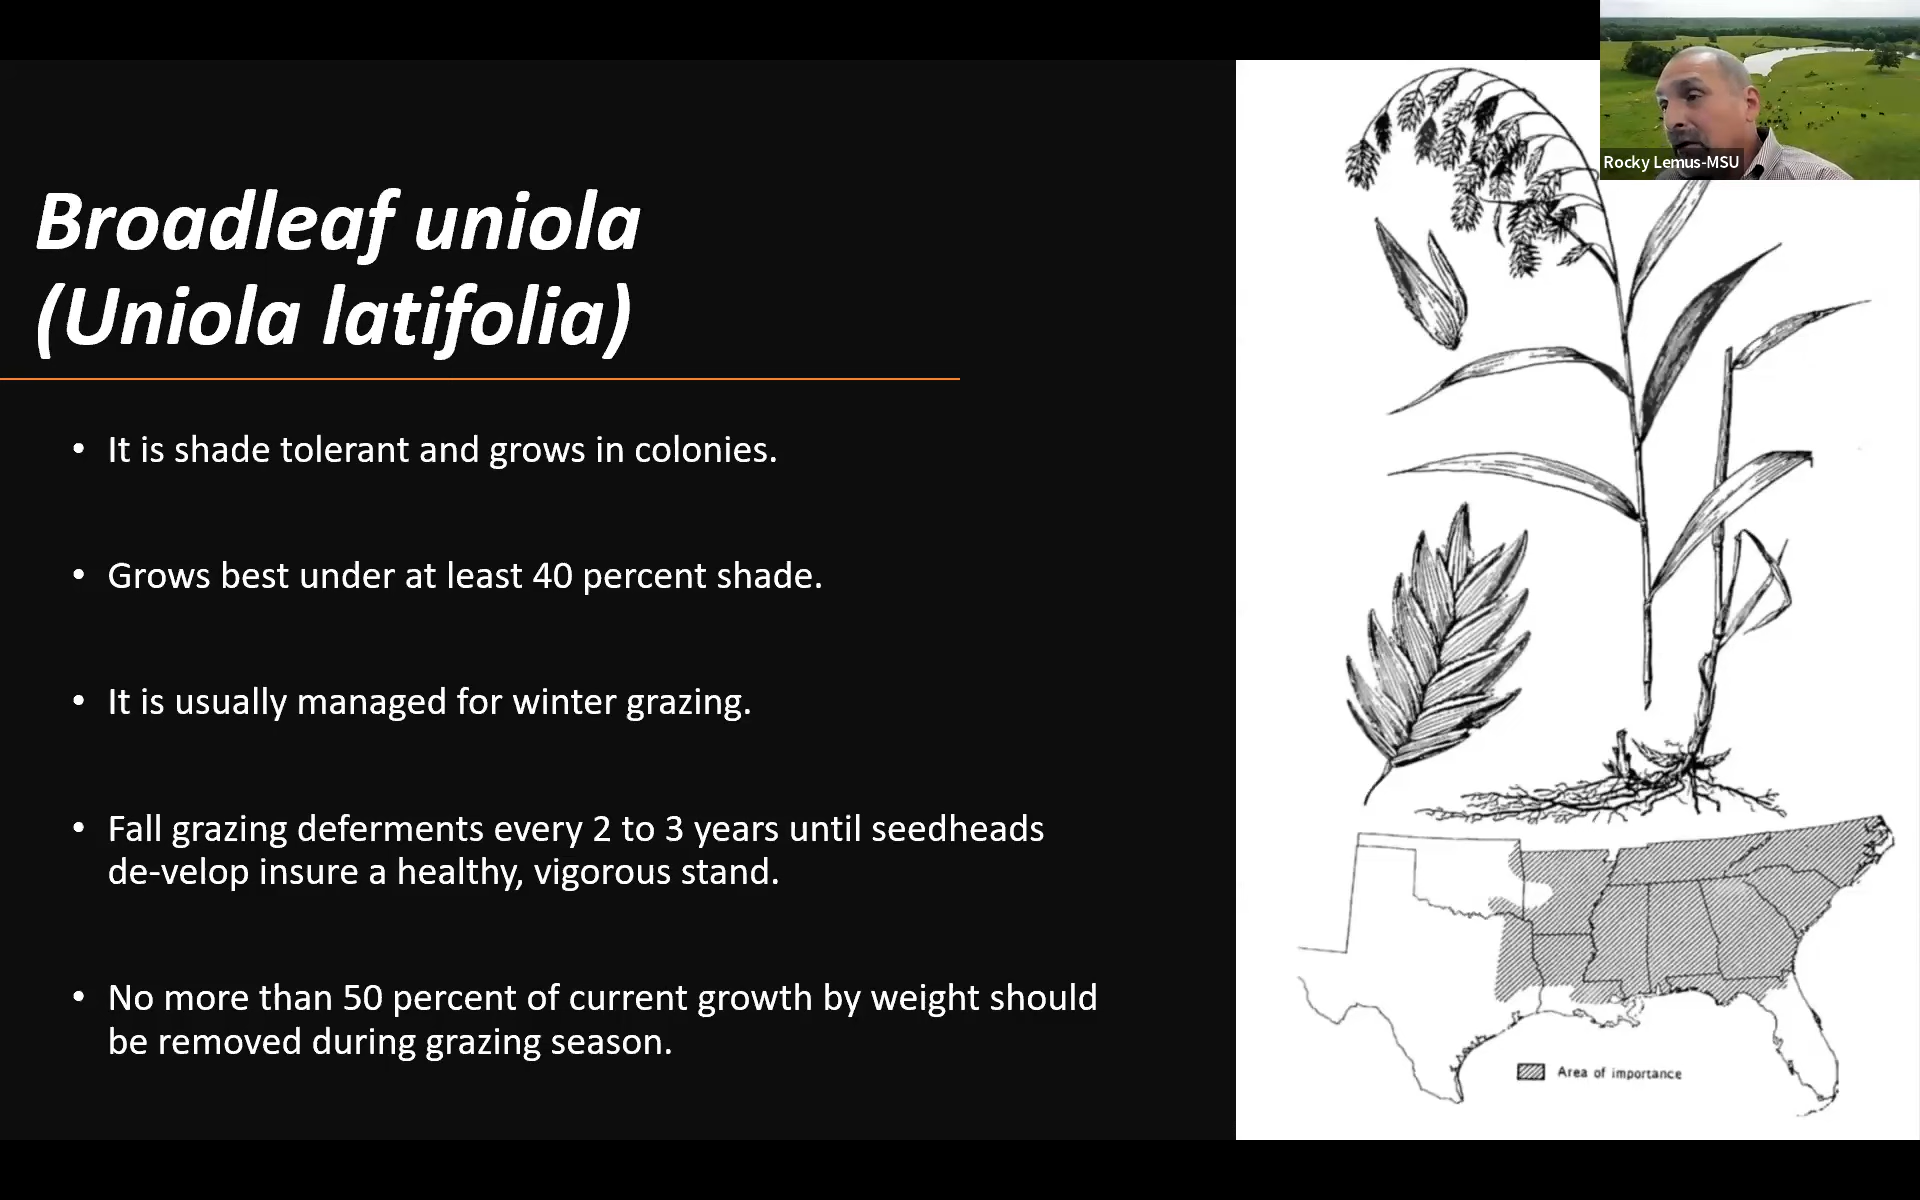 Rocky Lemus-MSU
Broadleaf uniola
(Uniola latifolia)
• It is shade tolerant and grows in colonies.
• Grows best under at least 40 percent shade.
• It is usually managed for winter grazing.
• Fall grazing deferments every 2 to 3 years until seedheads
de-velop insure a healthy, vigorous stand.
• No more than 50 percent of current growth by weight should
be removed during grazing season.
Area of importance